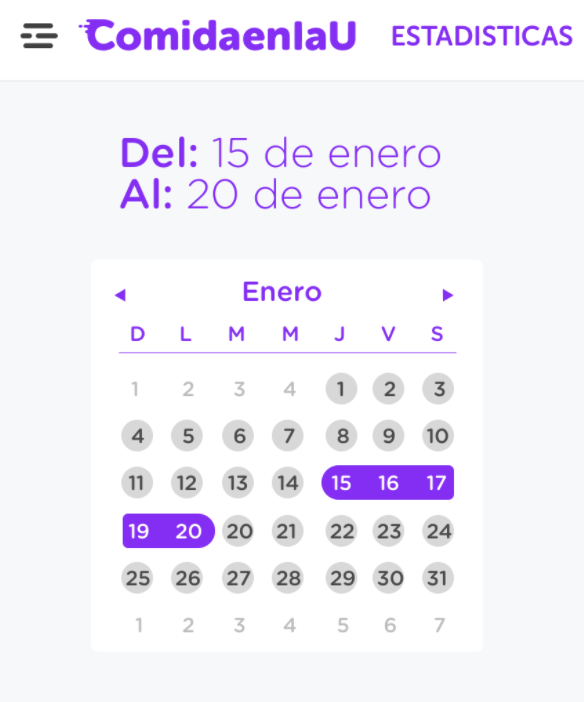 ComidaenlaU ESTADISTICAS
Del: 15 de enero
Al: 20 de enero
Enero
D L M M J V S
1 2 3 4 1 2 3
4 5 6 7 8 9 10
11 12 13 14 15 16 17
19 20 20 21 22 23 24
25 26 27 28 29 30 31
1 2 3 4 5 6 7